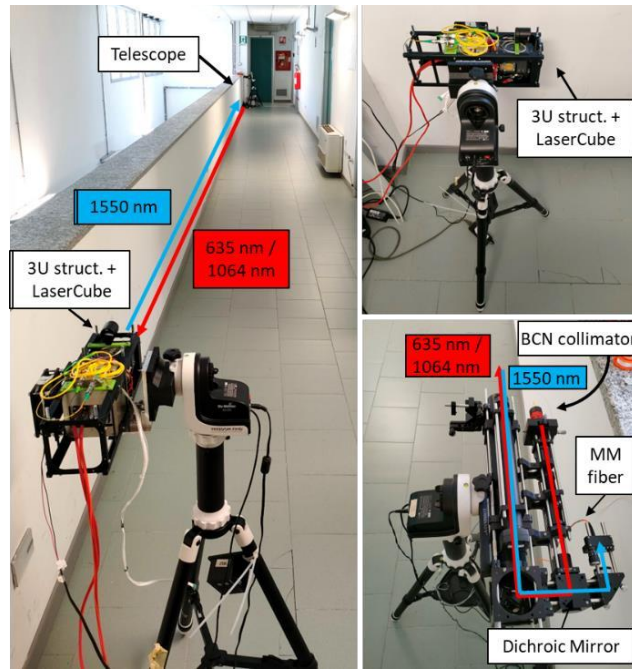 Telescope
1550 nm
635 nm /
1064 nm
3U struct. +
LaserCube
3U struct. +
LaserCube
BCN collimator
635 nm /
1064 nm
1550 nm
MM
fiber
Dichroic Mirror